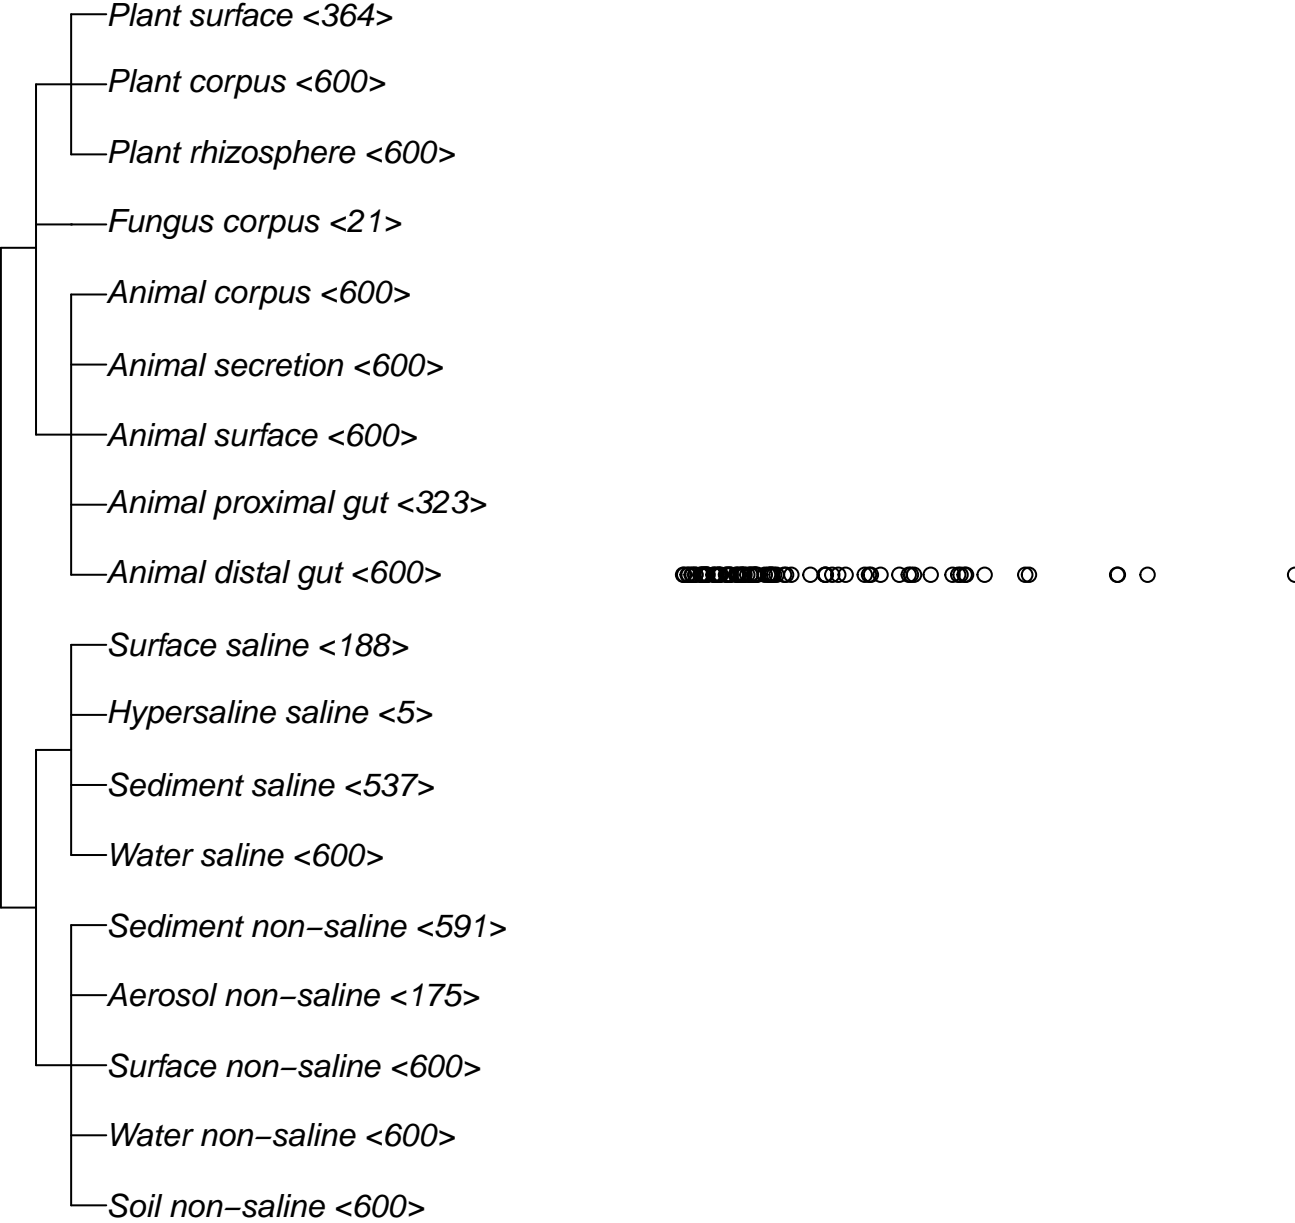 Plant surface <364>
Plant corpus <600>
Plant rhizosphere <600>
Fungus corpus <21>
Animal corpus <600>
Animal secretion <600>
Animal surface <600>
Animal proximal gut <323>
Animal distal gut <600>
Surface saline <188>
Hypersaline saline <5>
Sediment saline <537>
Water saline <600>
Sediment non−saline <591>
Aerosol non−saline <175>
Surface non−saline <600>
Water non−saline <600>
Soil non−saline <600>